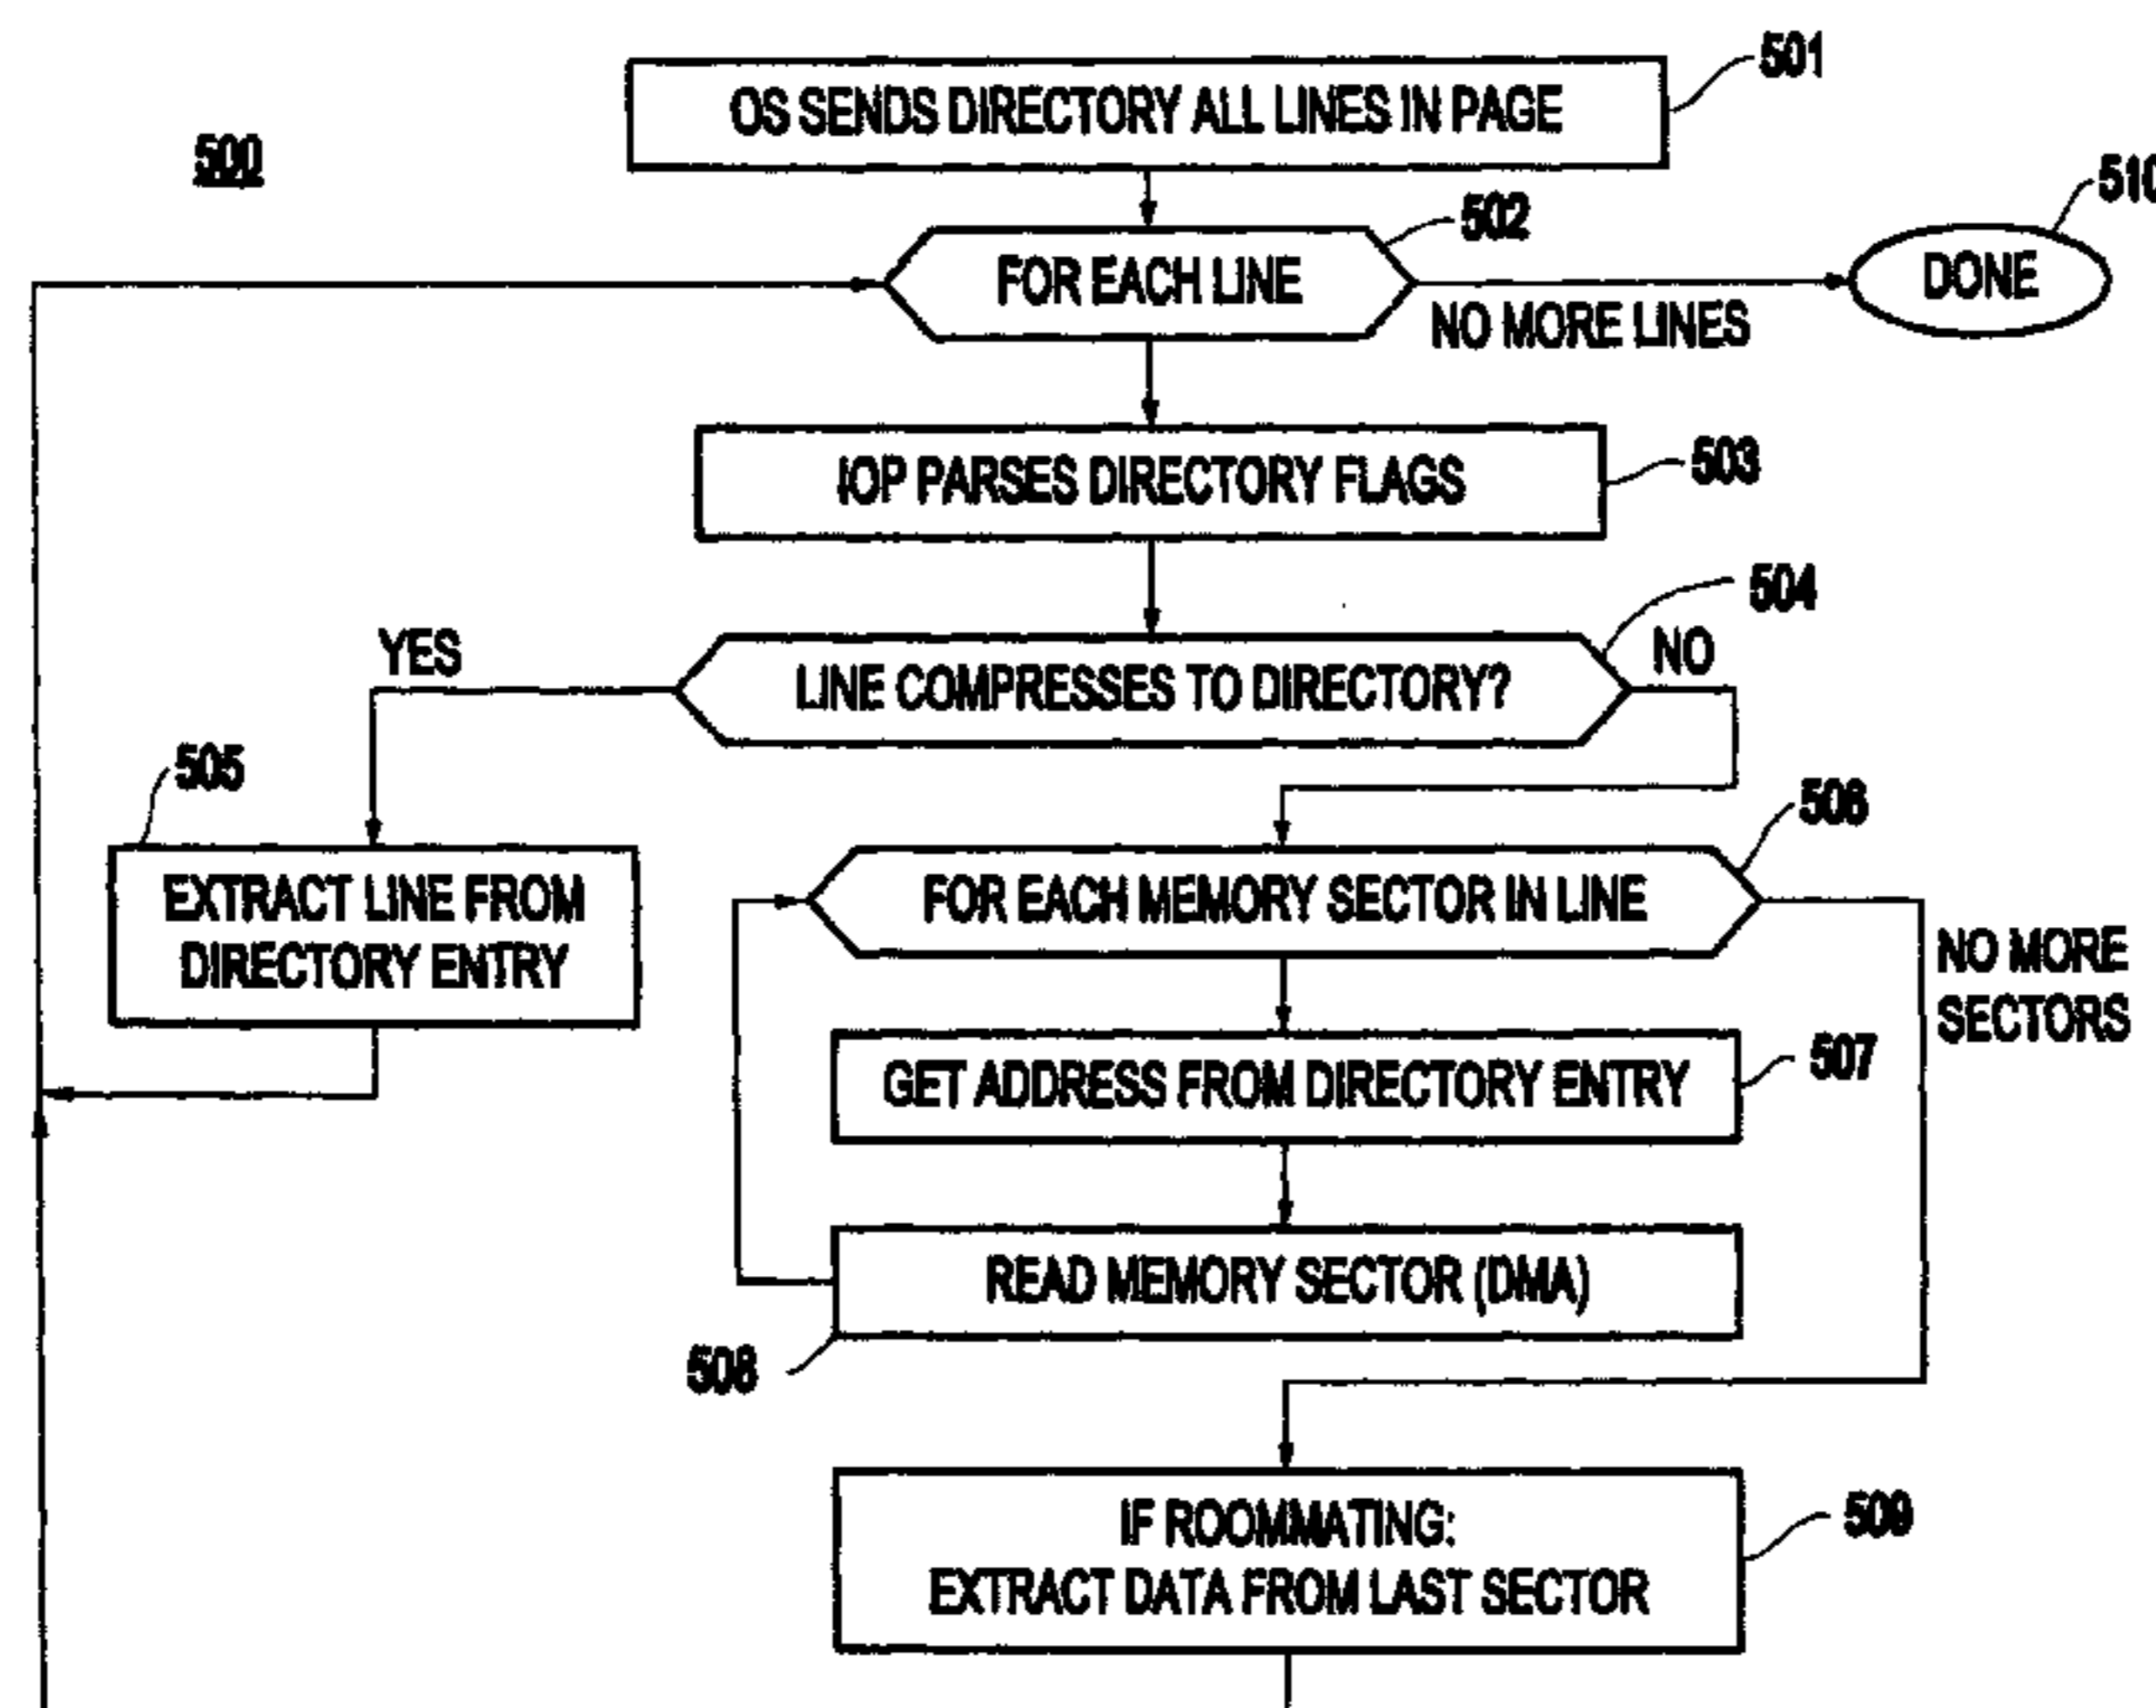 501
OS SENDS DIRECTORY ALL LINES IN PAGE
500
510
502
FOR EACH LINE
DONE
NO MORE LINES
503
IOP PARSES DIRECTORY FLAGS
504
YES
NO
LINE COMPRESSES TO DIRECTORY?
505
506
EXTRACT LINE FROM
DIRECTORY ENTRY
FOR EACH MEMORY SECTOR IN LINE
NO MORE
SECTORS
507
GET ADDRESS FROM DIRECTORY ENTRY
READ MEMORY SECTOR (DMA)
508
IF ROOMMATING:
EXTRACT DATA FROM LAST SECTOR
509